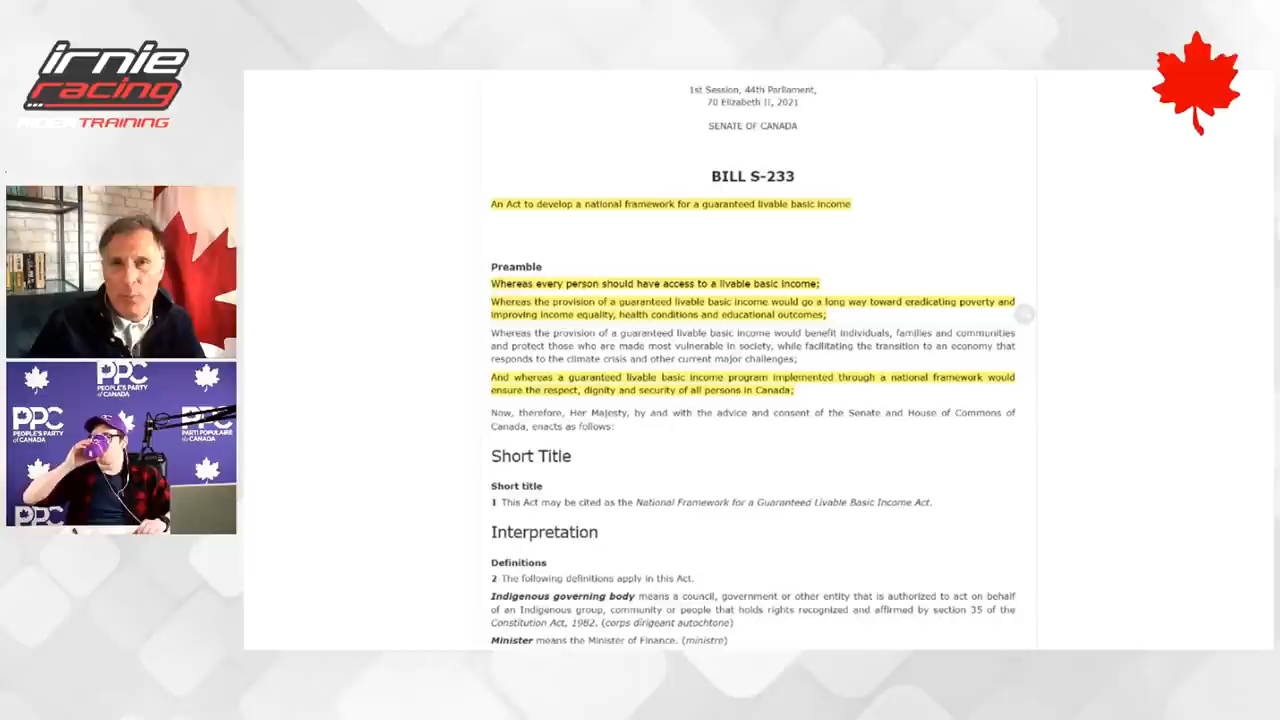 irnie
racing
RIDER TRAINING
1st Session, 44th Parliament,
70 Elizabeth II, 2021
SENATE OF CANADA
BILL S-233
An Act to develop a national framework for a guaranteed livable basic income
Preamble
Whereas every person should have access to a livable basic income;
Whereas the provision of a guaranteed livable basic income would go a long way toward eradicating poverty and
improving income equality, health conditions and educational outcomes;
Whereas the provision of a guaranteed livable basic income would benefit individuals, families and communities
and protect those who are made most vulnerable in society, while facilitating the transition to an economy that
responds to the climate crisis and other current major challenges;
And whereas a guaranteed livable basic income program implemented through a national framework would
ensure the respect, dignity and security of all persons in Canada;
Now, therefore, Her Majesty, by and with the advice and consent of the Senate and House of Commons of
Canada, enacts as follows:
Short Title
Short title
1 This Act may be cited as the National Framework for a Guaranteed Livable Basic Income Act.
Interpretation
Definitions
2 The following definitions apply in this Act.
Indigenous governing body means a council, government or other entity that is authorized to act on behalf
of an Indigenous group, community or people that holds rights recognized and affirmed by section 35 of the
Constitution Act, 1982. (corps dirigeant autochtone)
Minister means the Minister of Finance. (ministre)
PPC
PEOPLE'S PARTY
of CANADA
PPC
PEOPLE'S PARTY
of CANADA
PPC
PARTI POPULAIRE
du CANADA
PPC